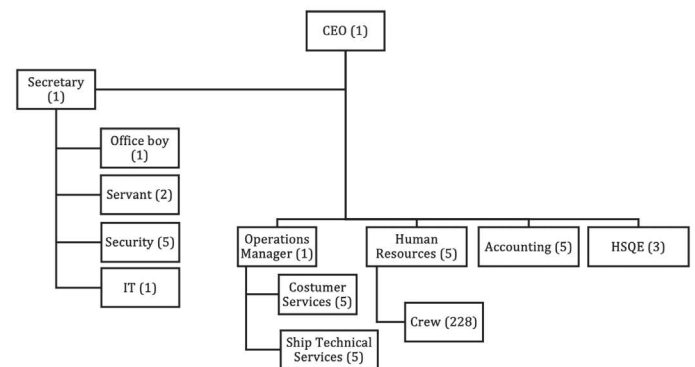 CEO (1)
Secretary
(1)
Office boy
(1)
Servant (2)
Security (5)
IT (1)
Operations
Manager (1)
Costumer
Services (5)
Ship Technical
Services (5)
Human
Resources (5)
Crew (228)
Accounting (5)
HSQE (3)